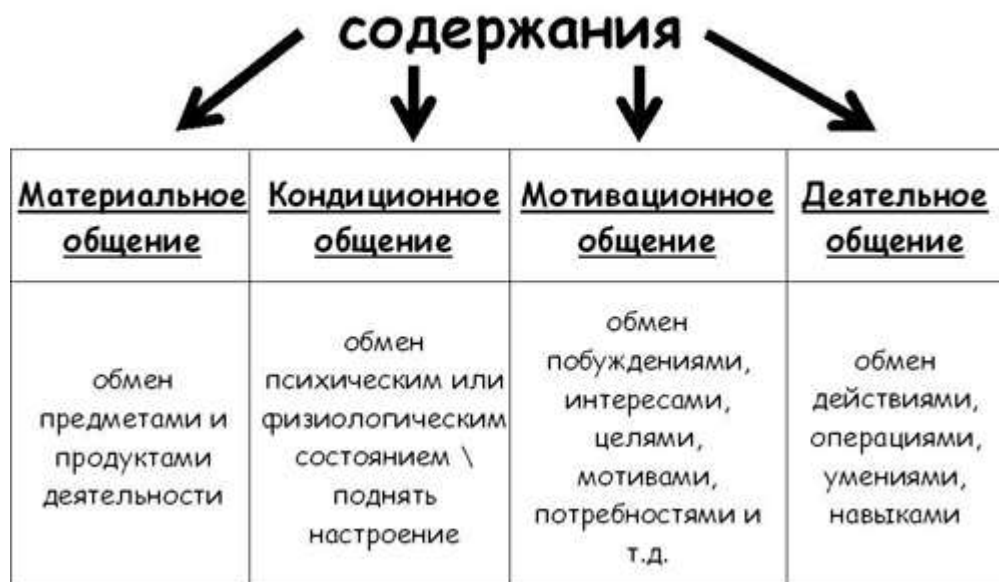 содержания
Материальное
общение
Кондиционное
общение
Мотивационное
общение
Деятельное
общение
обмен
предметами и
продуктами
деятельности
обмен
психическим или
физиологическим
состоянием \
поднять
настроение
обмен
побуждениями,
интересами,
целями,
мотивами,
потребностями и
т.д.
обмен
действиями,
операциями,
умениями,
навыками